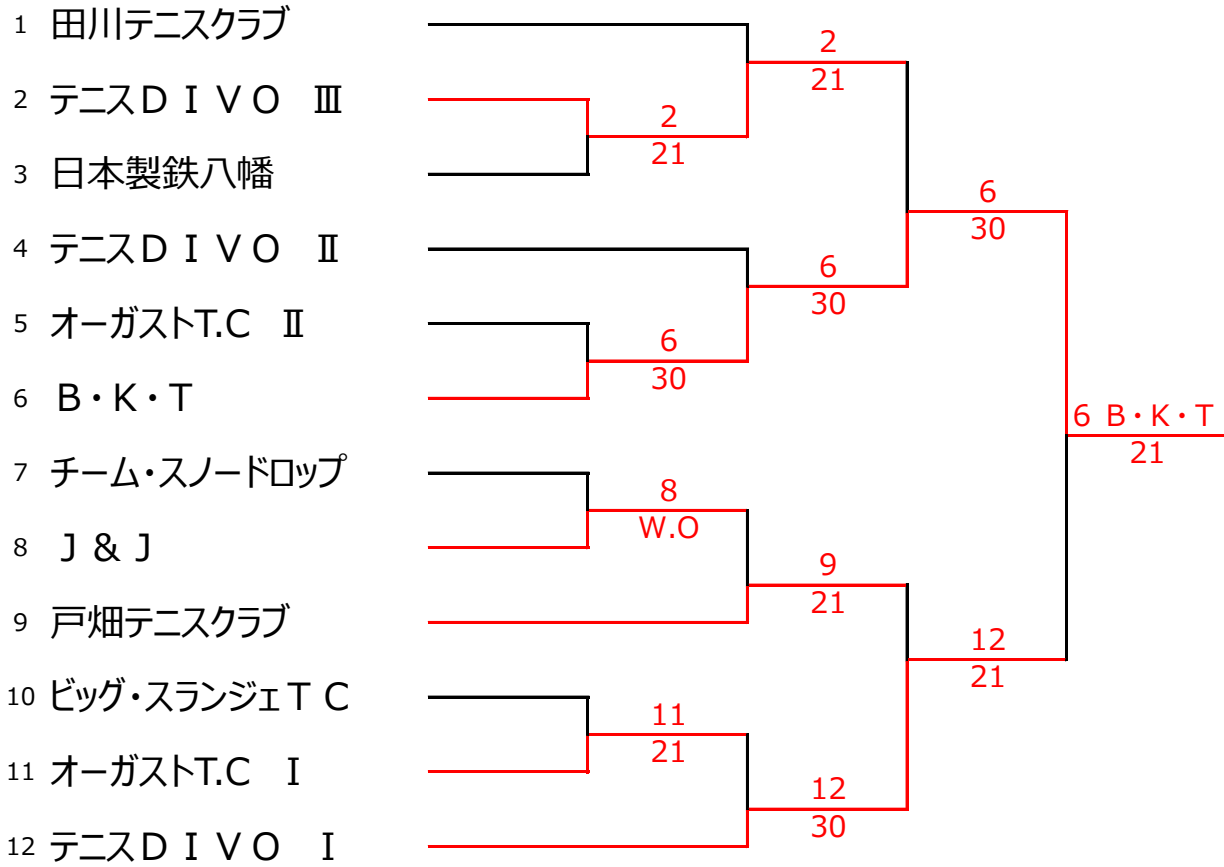 1 田川テニスクラブ
2
21
2 テニスＤＩＶＯ　Ⅲ
2
21
3 日本製鉄八幡
6
30
4 テニスＤＩＶＯ　Ⅱ
6
30
5 オーガストT.C　Ⅱ
6
30
6 Ｂ・Ｋ・Ｔ
6 Ｂ・Ｋ・Ｔ
21
7 チーム・スノードロップ
8
W.O
8 Ｊ＆Ｊ
9
21
9 戸畑テニスクラブ
12
21
10 ビッグ・スランジェＴＣ
11
21
11 オーガストT.C　Ⅰ
12
30
12 テニスＤＩＶＯ　Ⅰ